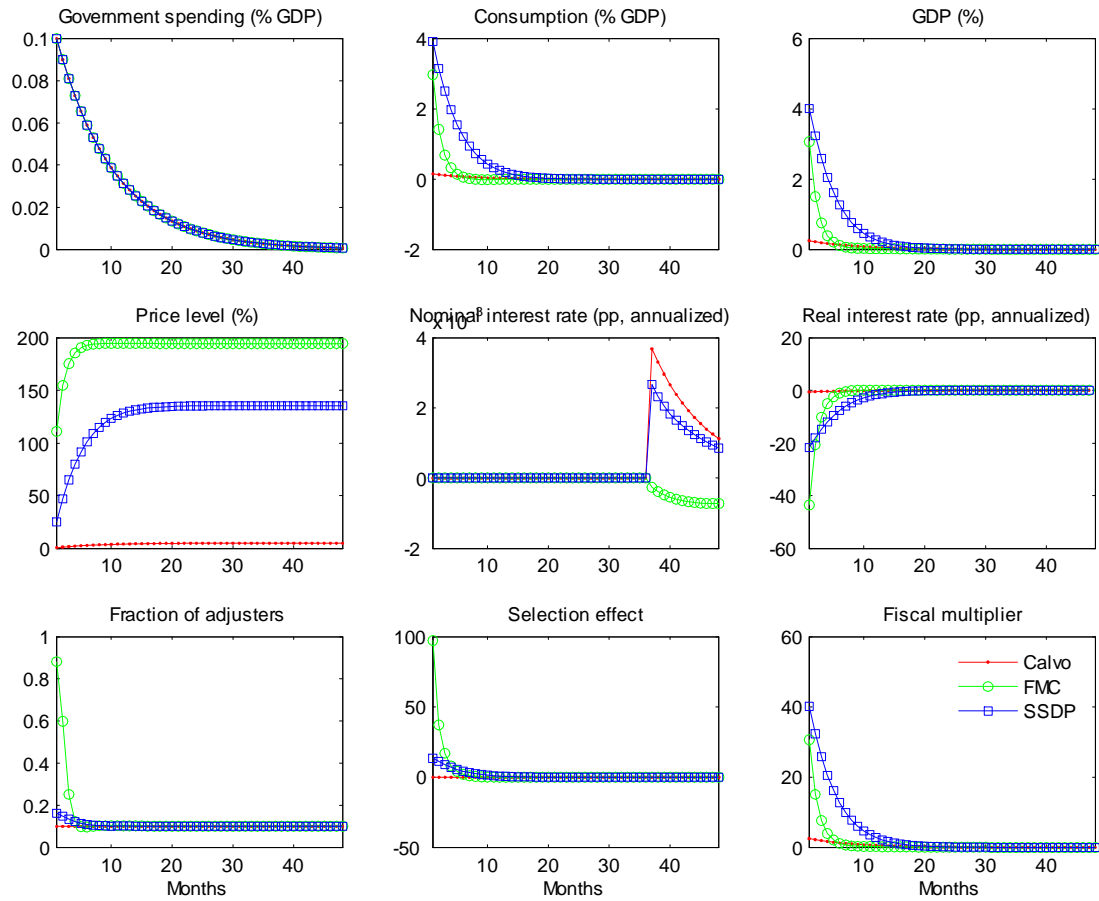 Government spending (% GDP)
Consumption (% GDP)
GDP (%)
0.1
0.08
0.06
0.04
0.02
0
10 20 30 40
4
2
0
-2
10 20 30 40
6
4
2
0
10 20 30 40
Price level (%)
Nominal interest rate (pp, annualized)
Real interest rate (pp, annualized)
200
150
100
50
0
10 20 30 40
x 10
4
2
0
-2
10 20 30 40
20
0
-20
-40
-60
10 20 30 40
Fraction of adjusters
Selection effect
Fiscal multiplier
1
0.8
0.6
0.4
0.2
0
10 20 30 40
Months
100
50
0
-50
10 20 30 40
Months
60
40
20
0
10 20 30 40
Months
Calvo
FMC
SSDP